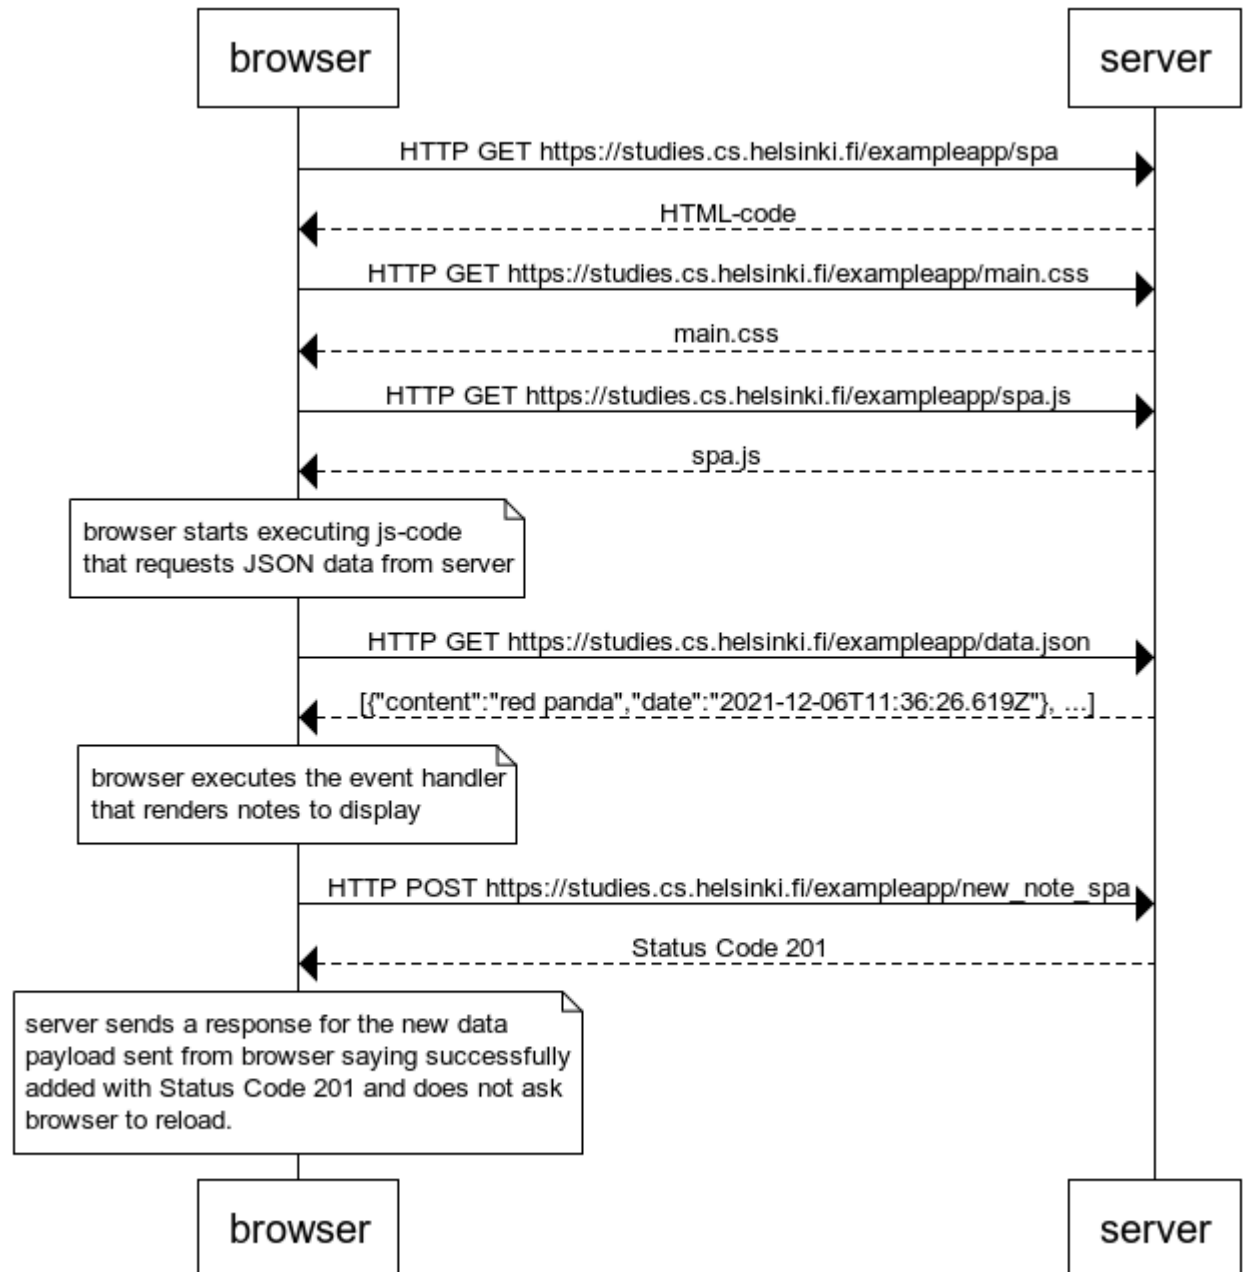 browser
server
HTTP GET https://studies.cs.helsinki.fi/exampleapp/spa
HTML-code
HTTP GET https://studies.cs.helsinki.fi/exampleapp/main.css
main.css
HTTP GET https://studies.cs.helsinki.fi/exampleapp/spa.js
spa.js
browser starts executing js-code
that requests JSON data from server
HTTP GET https://studies.cs.helsinki.fi/exampleapp/data.json
[{"content":"red panda","date":"2021-12-06T11:36:26.619Z"}, ...]
browser executes the event handler
that renders notes to display
HTTP POST https://studies.cs.helsinki.fi/exampleapp/new_note_spa
Status Code 201
server sends a response for the new data
payload sent from browser saying successfully
added with Status Code 201 and does not ask
browser to reload.
browser
server